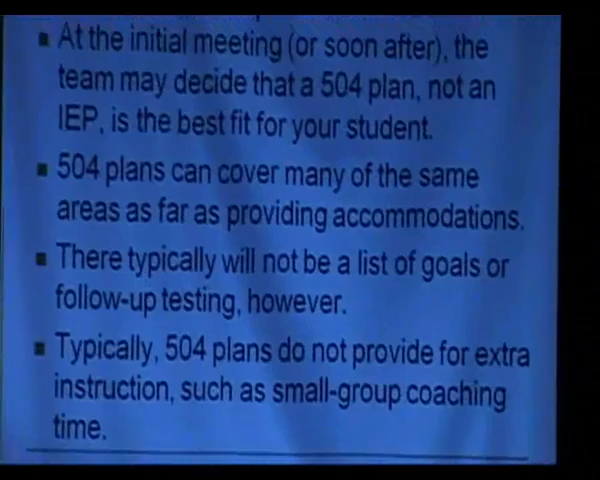 ▪ At the initial meeting (or soon after), the
team may decide that a 504 plan, not an
IEP, is the best fit for your student.
▪ 504 plans can cover many of the same
areas as far as providing accommodations.
▪ There typically will not be a list of goals or
follow-up testing, however.
▪ Typically, 504 plans do not provide for extra
instruction, such as small-group coaching
time.